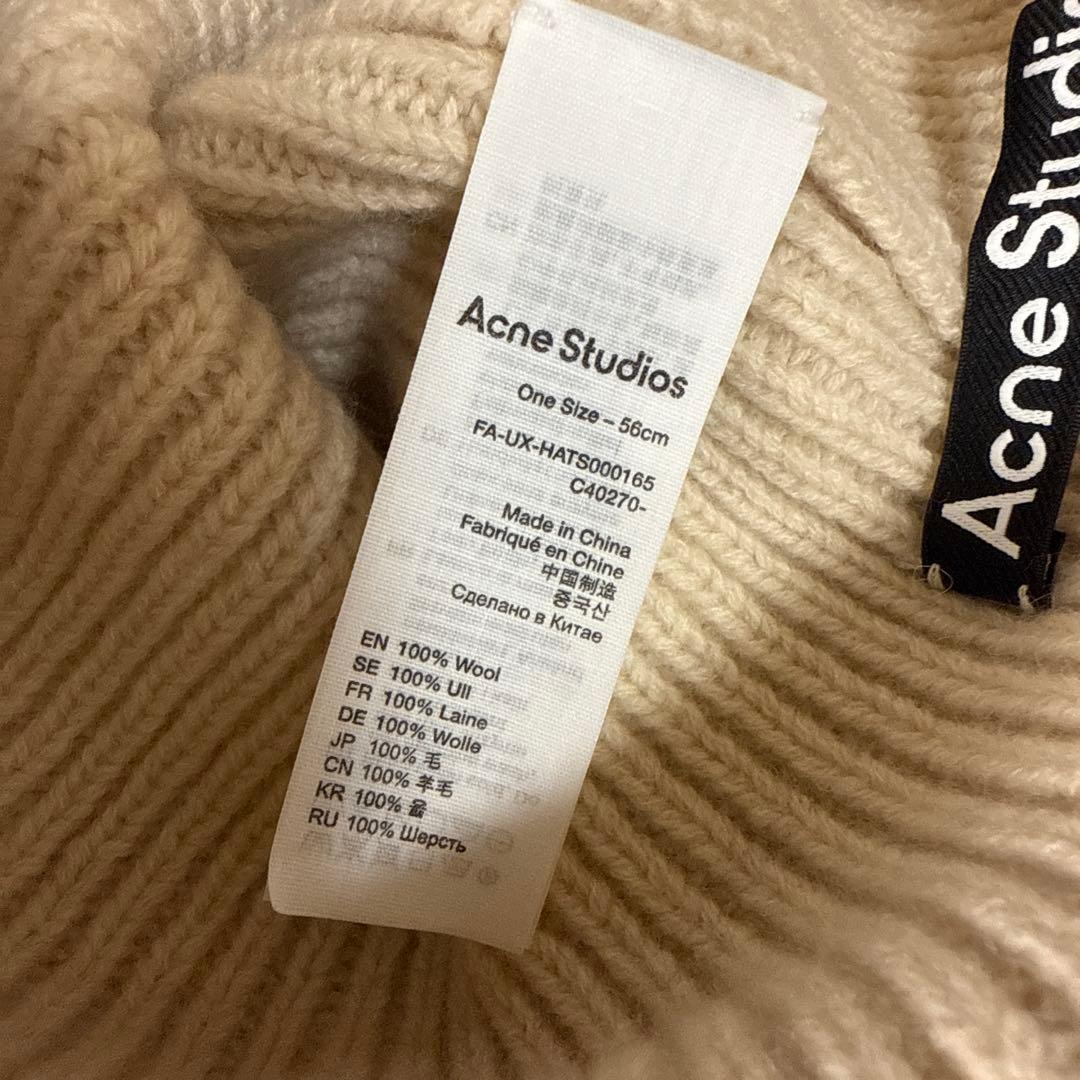 Acne Studios
One Size – 56cm
FA-UX-HATS000165
C40270-
Made in China
Fabriqué en Chine
中国制造
중국산
Сделано в Китае
EN 100% Wool
SE 100% Ull
FR 100% Laine
DE 100% Wolle
JP 100% 毛
CN 100% 羊毛
KR 100% 울
RU 100% Шерсть
Acne Studio